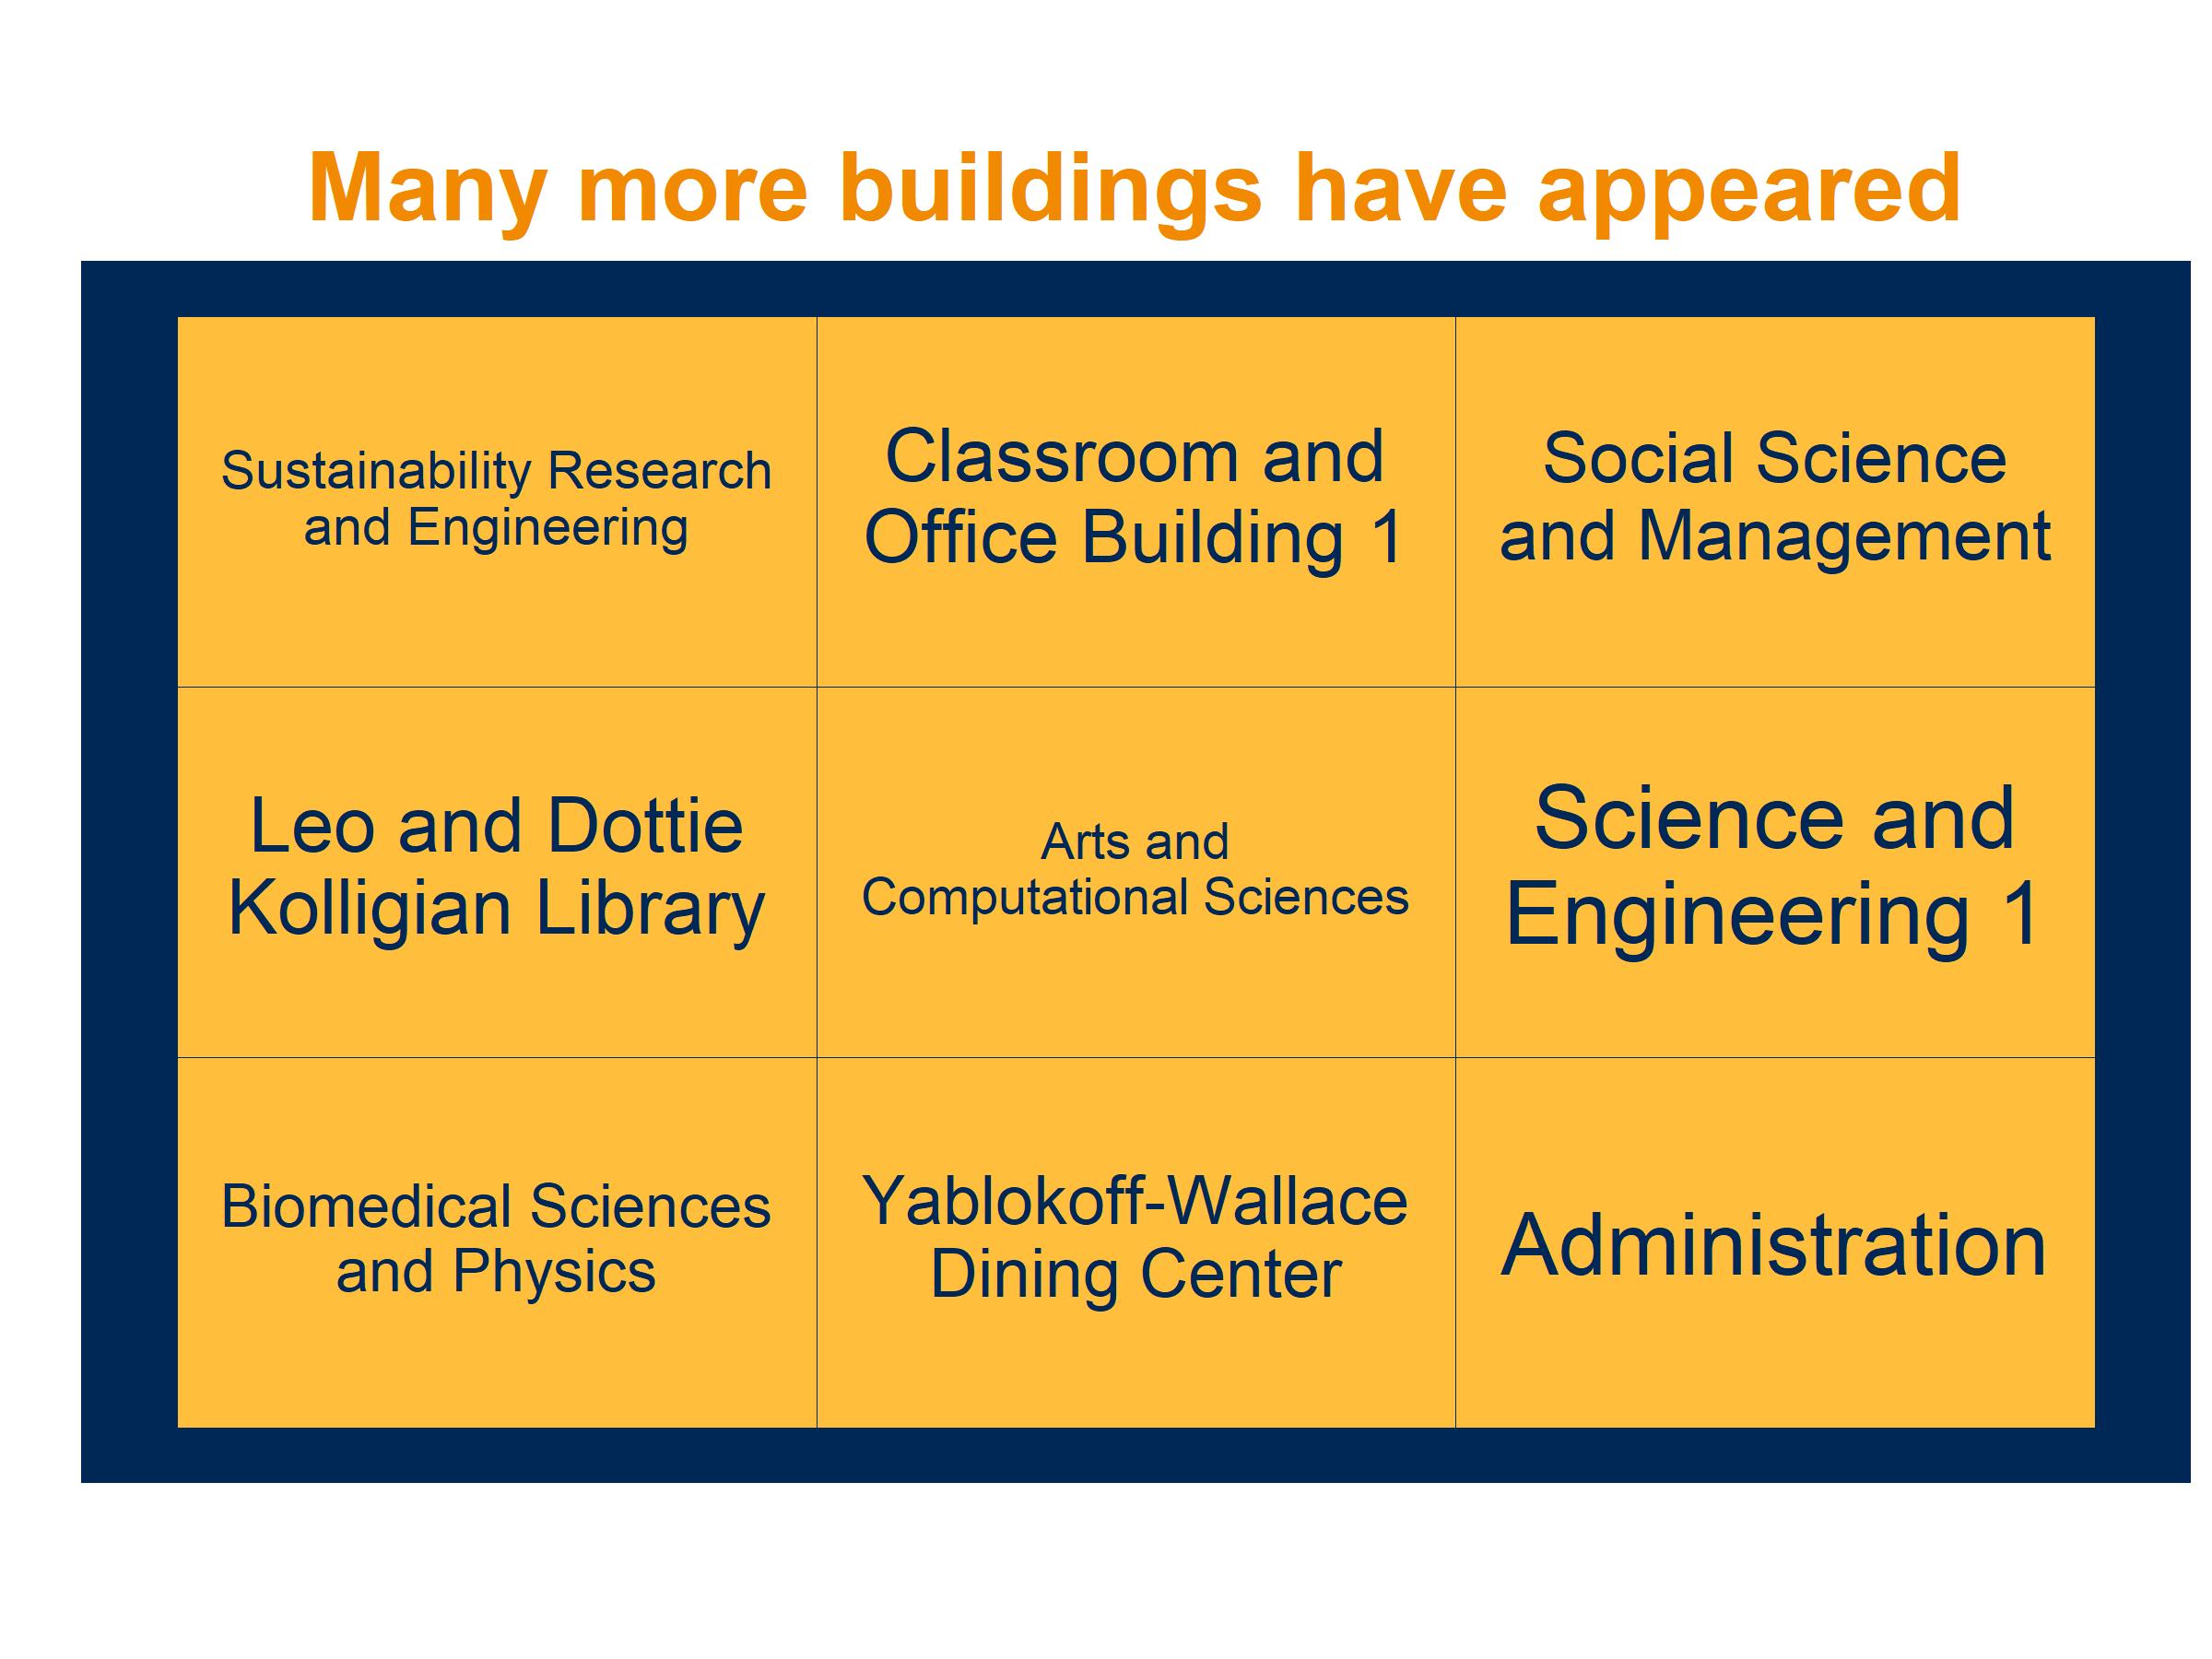 Many more buildings have appeared
Sustainability Research
and Engineering
Classroom and
Office Building 1
Social Science
and Management
Leo and Dottie
Kolligian Library
Arts and
Computational Sciences
Science and
Engineering 1
Biomedical Sciences
and Physics
Yablokoff-Wallace
Dining Center
Administration